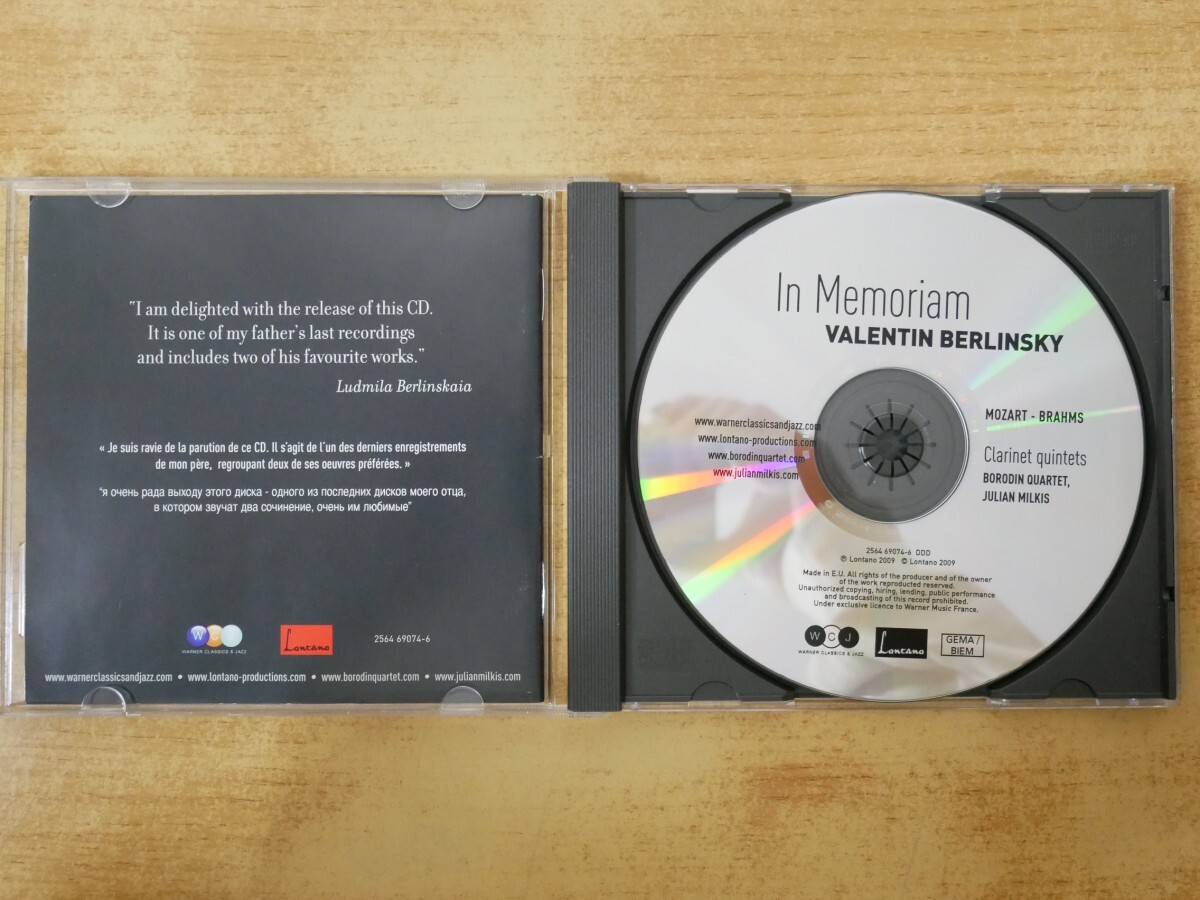 "I am delighted with the release of this CD.
It is one of my father's last recordings
and includes two of his favourite works."
Ludmila Berlinskaia
« Je suis ravie de la parution de ce CD. Il s'agit de l'un des derniers enregistrements
de mon père, regroupant deux de ses oeuvres préférées. »
"я очень рада выходу этого диска - одного из последних дисков моего отца,
в котором звучат два сочинение, очень им любимые"
WCJ
WARNER CLASSICS & JAZZ
Lontano
2564 69074-6
www.warnerclassicsandjazz.com • www.lontano-productions.com • www.borodinquartet.com • www.julianmilkis.com
In Memoriam
VALENTIN BERLINSKY
www.warnerclassicsandjazz.com
www.lontano-productions.com
www.borodinquartet.com
www.julianmilkis.com
MOZART - BRAHMS
Clarinet quintets
BORODIN QUARTET,
JULIAN MILKIS
2564 69074-6 DDD
℗ Lontano 2009 © Lontano 2009
Made in E.U. All rights of the producer and of the owner
of the work reproduced reserved.
Unauthorized copying, hiring, lending, public performance
and broadcasting of this record prohibited.
Under exclusive licence to Warner Music France.
WCJ
WARNER CLASSICS & JAZZ
Lontano
GEMA /
BIEM